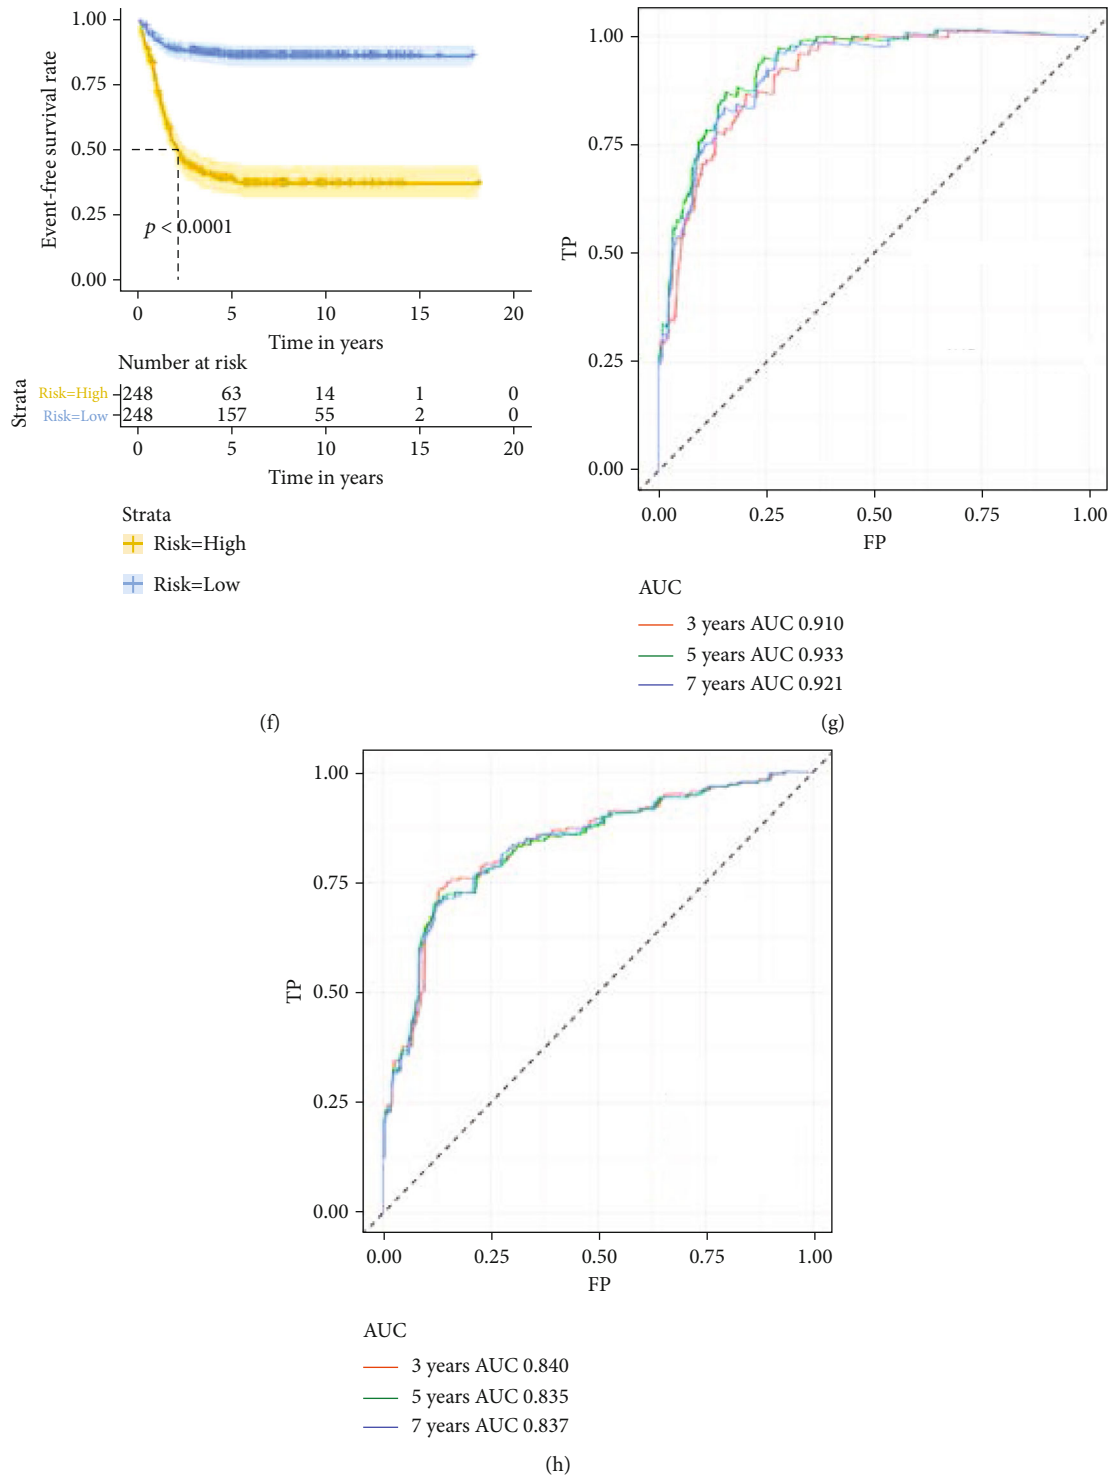 1.00
0.75
0.50
0.25
0.00
Event-free survival rate
p < 0.0001
0 5 10 15 20
Time in years
Number at risk
Strata
Risk=High 248 63 14 1 0
Risk=Low 248 157 55 2 0
0 5 10 15 20
Time in years
Strata
Risk=High
Risk=Low
(f)
1.00
0.75
0.50
0.25
0.00
TP
0.00 0.25 0.50 0.75 1.00
FP
AUC
3 years AUC 0.910
5 years AUC 0.933
7 years AUC 0.921
(g)
1.00
0.75
0.50
0.25
0.00
TP
0.00 0.25 0.50 0.75 1.00
FP
AUC
3 years AUC 0.840
5 years AUC 0.835
7 years AUC 0.837
(h)